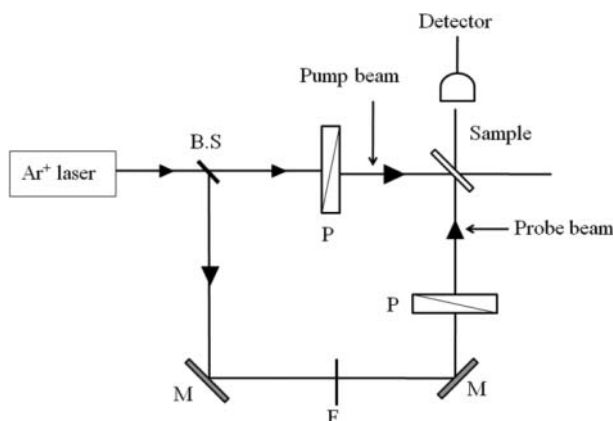 Detector
Pump beam
Sample
B.S
Ar⁺ laser
P
Probe beam
P
M
M
F